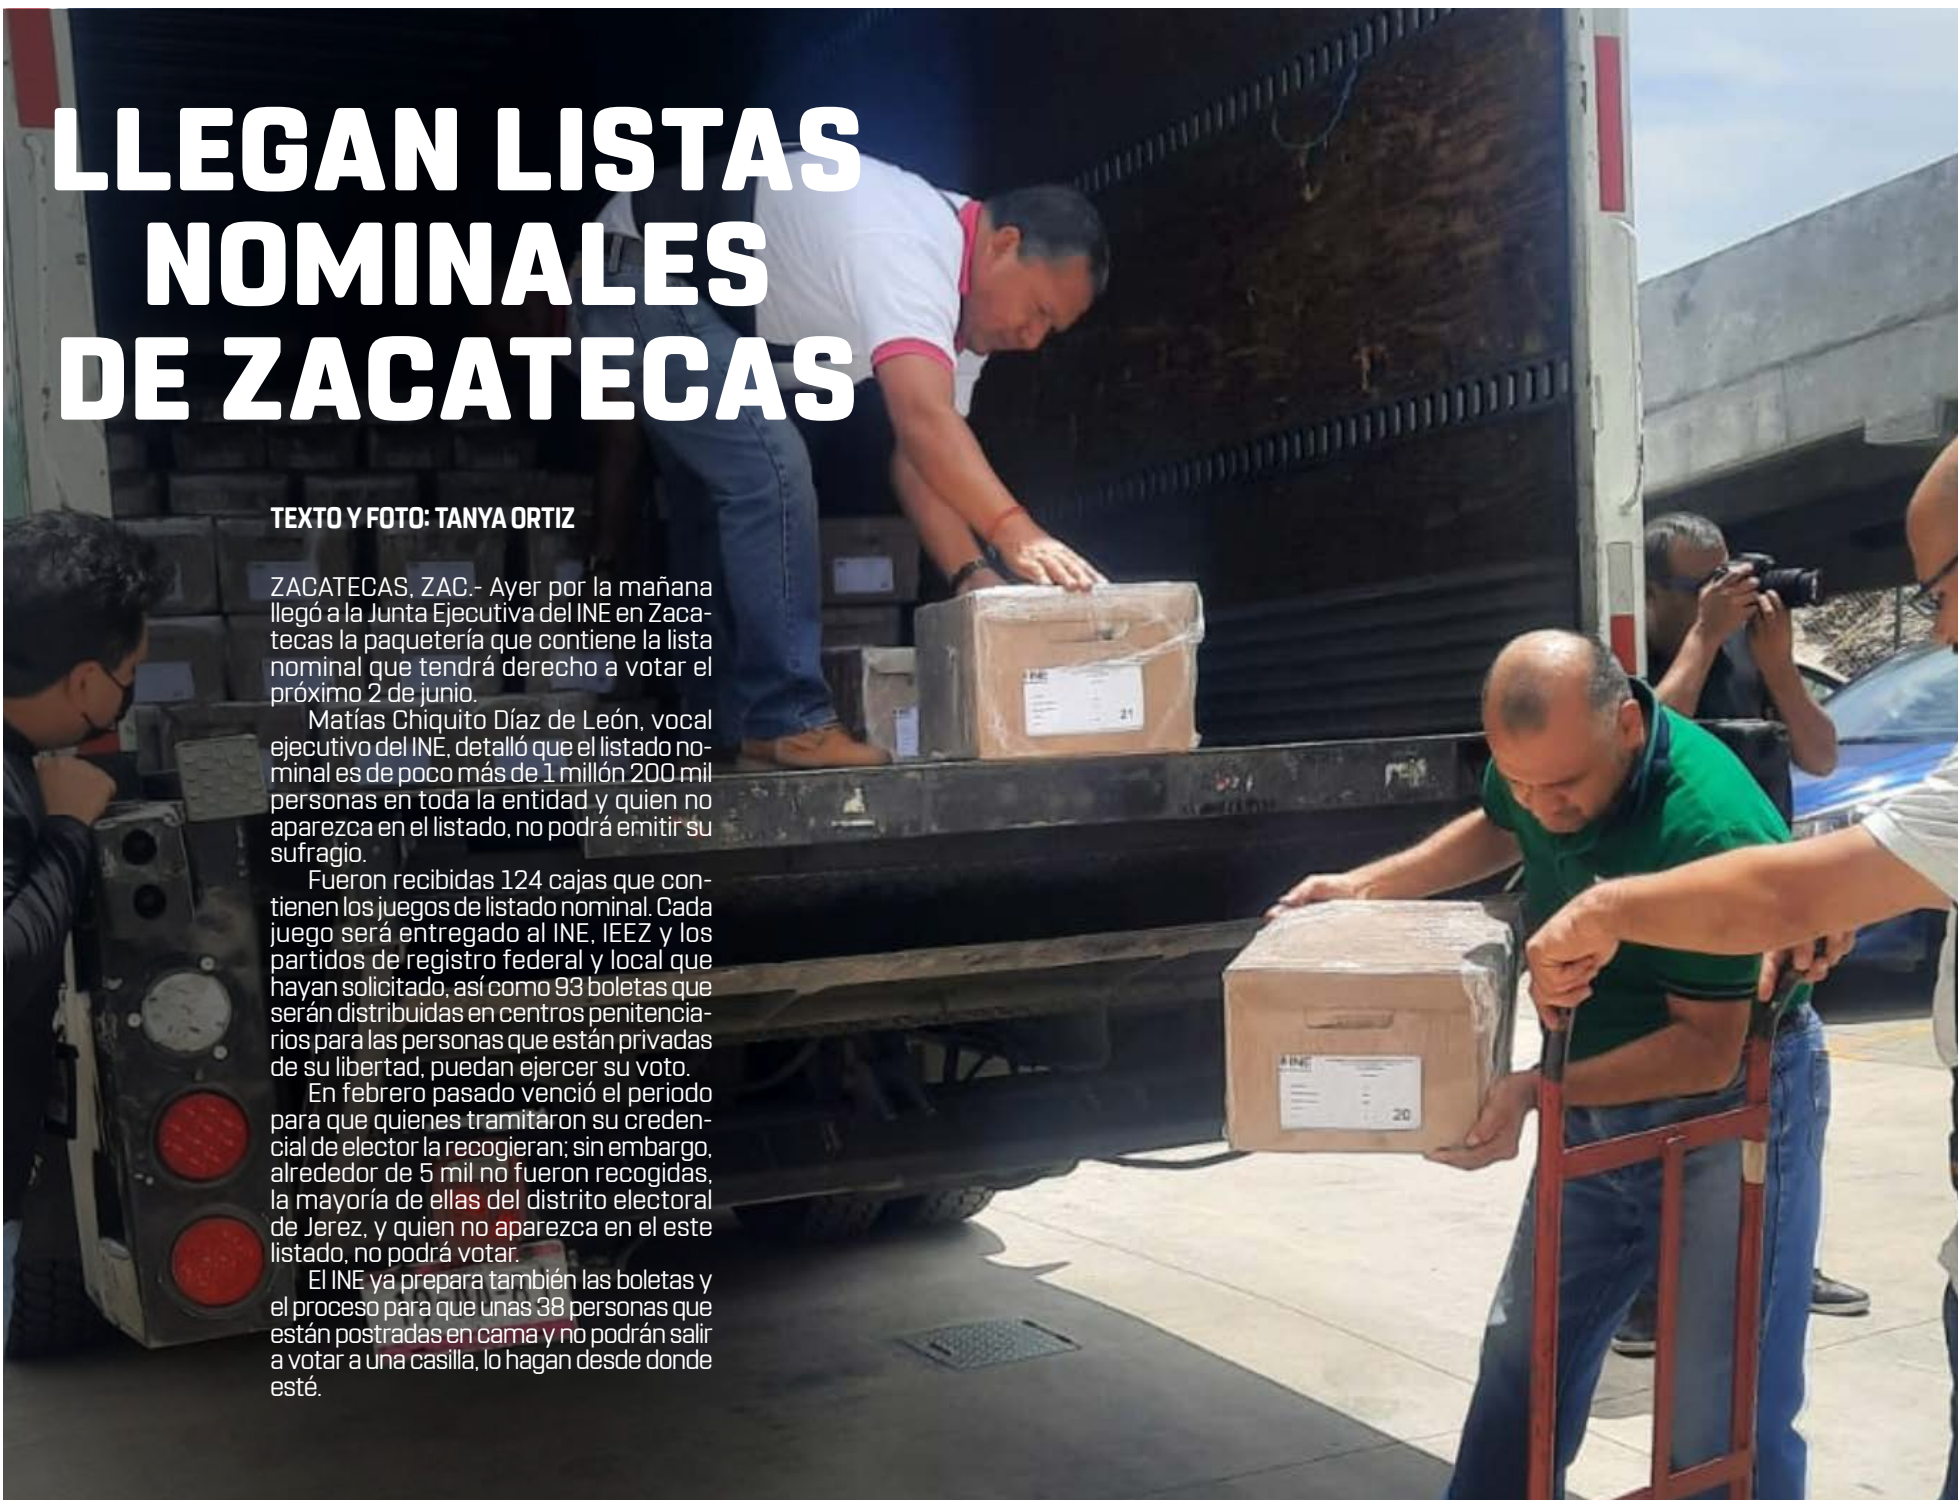 LLEGAN LISTAS
NOMINALES
DE ZACATECAS
TEXTO Y FOTO: TANYA ORTIZ
ZACATECAS, ZAC.- Ayer por la mañana
llegó a la Junta Ejecutiva del INE en Zaca-
tecas la paquetería que contiene la lista
nominal que tendrá derecho a votar el
próximo 2 de junio.
Matías Chiquito Díaz de León, vocal
ejecutivo del INE, detalló que el listado no-
minal es de poco más de 1 millón 200 mil
personas en toda la entidad y quien no
aparezca en el listado, no podrá emitir su
sufragio.
Fueron recibidas 124 cajas que con-
tienen los juegos de listado nominal. Cada
juego será entregado al INE, IEEZ y los
partidos de registro federal y local que
hayan solicitado, así como 93 boletas que
serán distribuidas en centros penitencia-
rios para las personas que están privadas
de su libertad, puedan ejercer su voto.
En febrero pasado venció el periodo
para que quienes tramitaron su creden-
cial de elector la recogieran; sin embargo,
alrededor de 5 mil no fueron recogidas,
la mayoría de ellas del distrito electoral
de Jerez, y quien no aparezca en el este
listado, no podrá votar.
El INE ya prepara también las boletas y
el proceso para que unas 38 personas que
están postradas en cama y no podrán salir
a votar a una casilla, lo hagan desde donde
esté.
INE
21
INE
20